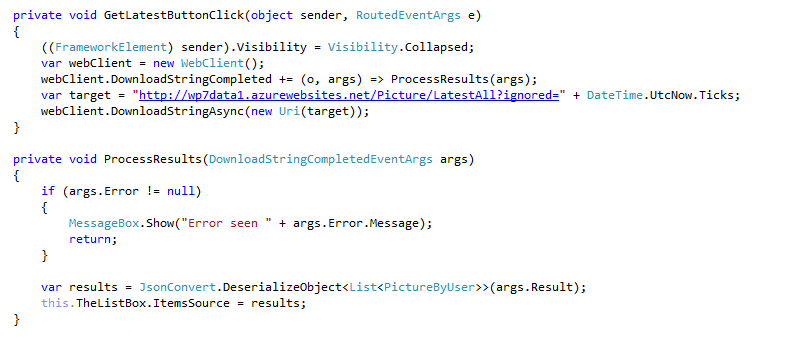 private void GetLatestButtonClick(object sender, RoutedEventArgs e)
{
    ((FrameworkElement) sender).Visibility = Visibility.Collapsed;
    var webClient = new WebClient();
    webClient.DownloadStringCompleted += (o, args) => ProcessResults(args);
    var target = "http://wp7data1.azurewebsites.net/Picture/LatestAll?ignored=" + DateTime.UtcNow.Ticks;
    webClient.DownloadStringAsync(new Uri(target));
}

private void ProcessResults(DownloadStringCompletedEventArgs args)
{
    if (args.Error != null)
    {
        MessageBox.Show("Error seen " + args.Error.Message);
        return;
    }

    var results = JsonConvert.DeserializeObject<List<PictureByUser>>(args.Result);
    this.TheListBox.ItemsSource = results;
}